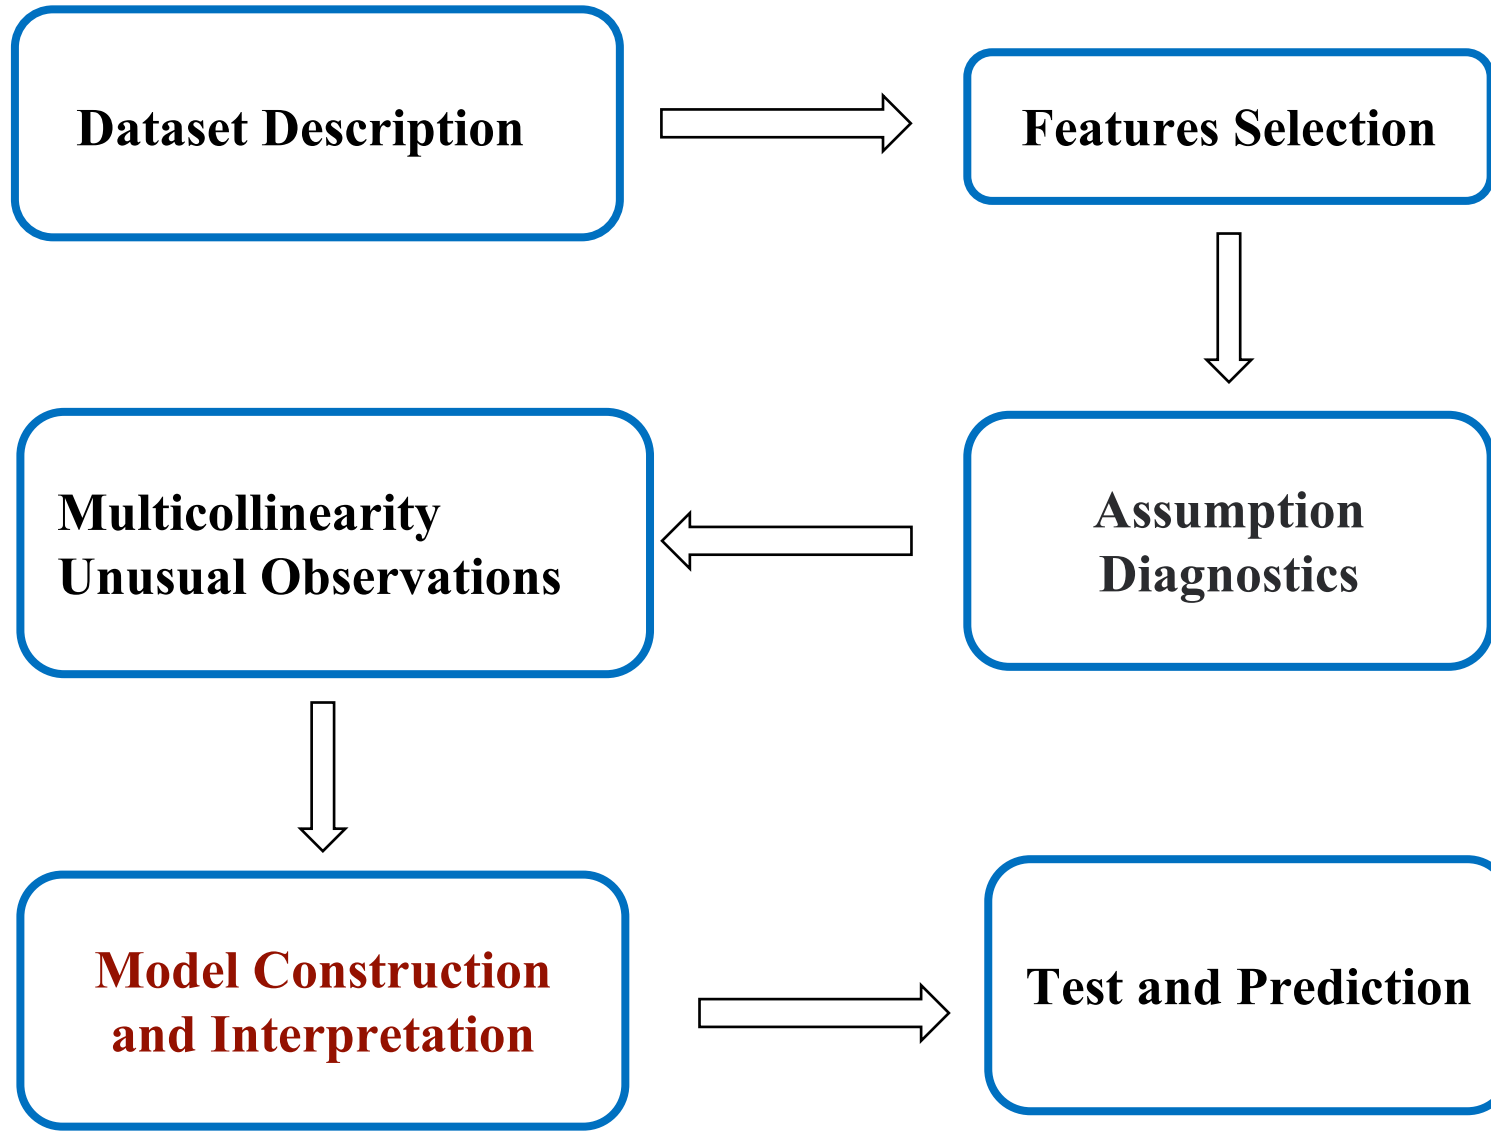 Dataset Description
Features Selection
Assumption
Diagnostics
Multicollinearity
Unusual Observations
Model Construction
and Interpretation
Test and Prediction